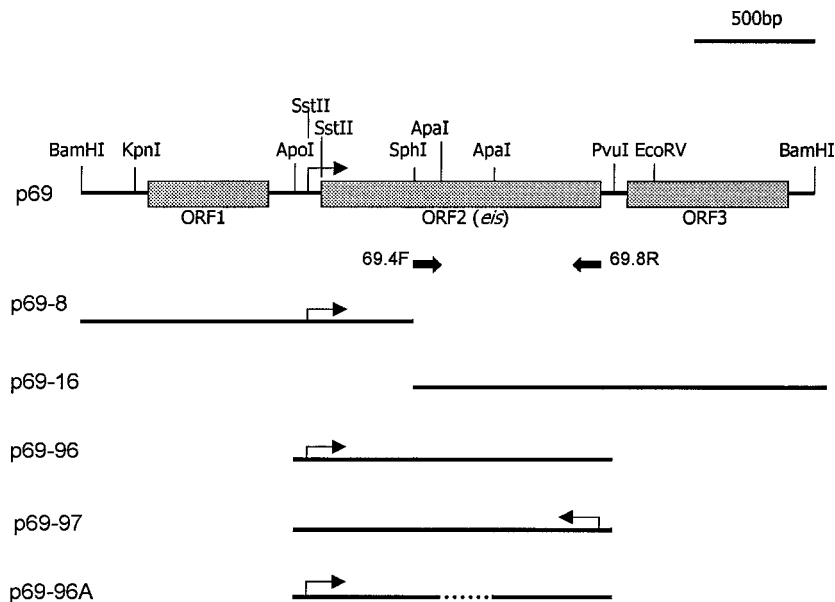 500bp
SstII
SstII
ApaI
BamHI
KpnI
ApoI
SphI
ApaI
PvuI
EcoRV
BamHI
p69
ORF1
ORF2 (eis)
ORF3
69.4F
69.8R
p69-8
p69-16
p69-96
p69-97
p69-96A